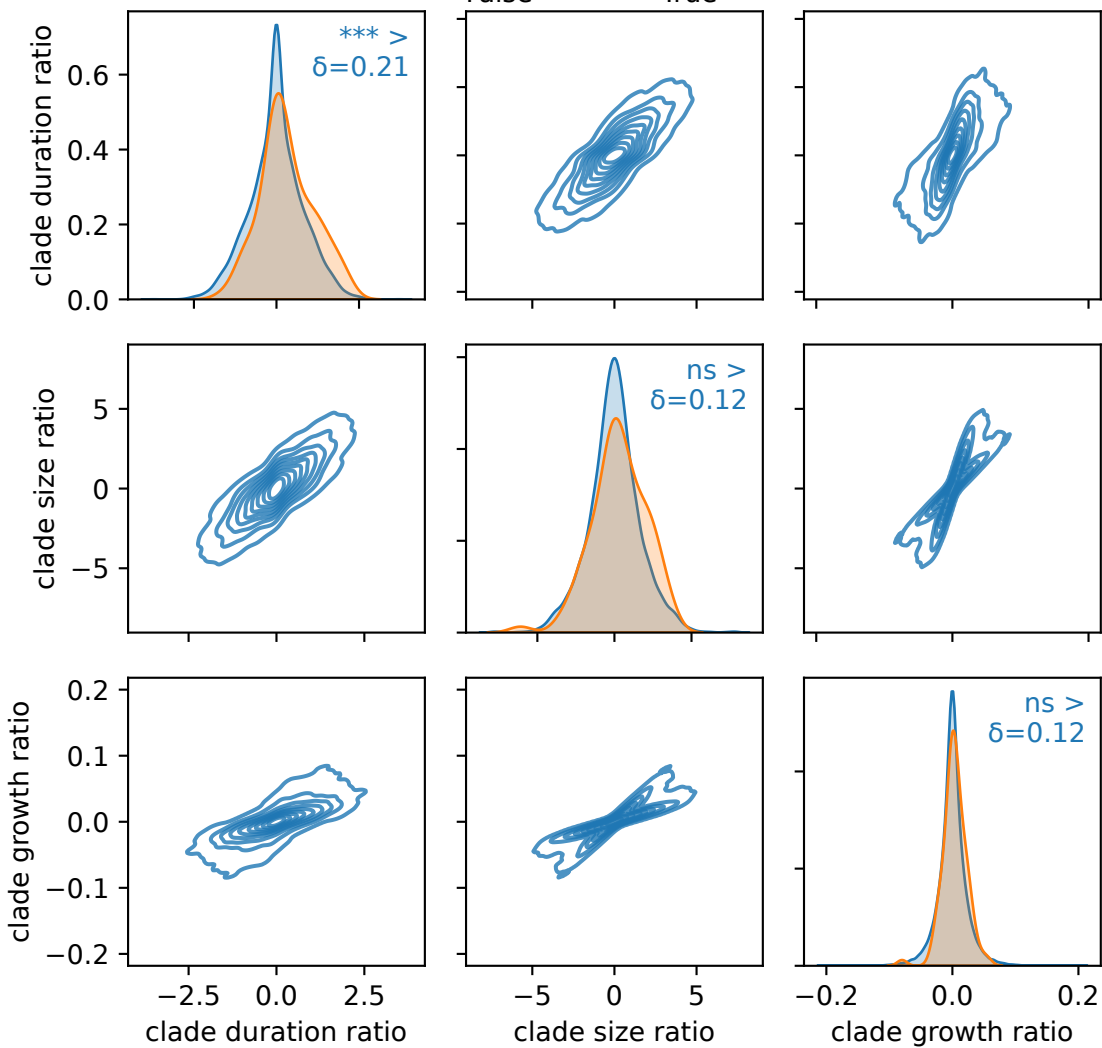 *** >
δ=0.21
clade duration ratio
0.6
0.4
0.2
0.0
ns >
δ=0.12
clade size ratio
5
0
−5
ns >
δ=0.12
clade growth ratio
0.2
0.1
0.0
−0.1
−0.2
−2.5 0.0 2.5
−5 0 5
−0.2 0.0 0.2
clade duration ratio
clade size ratio
clade growth ratio